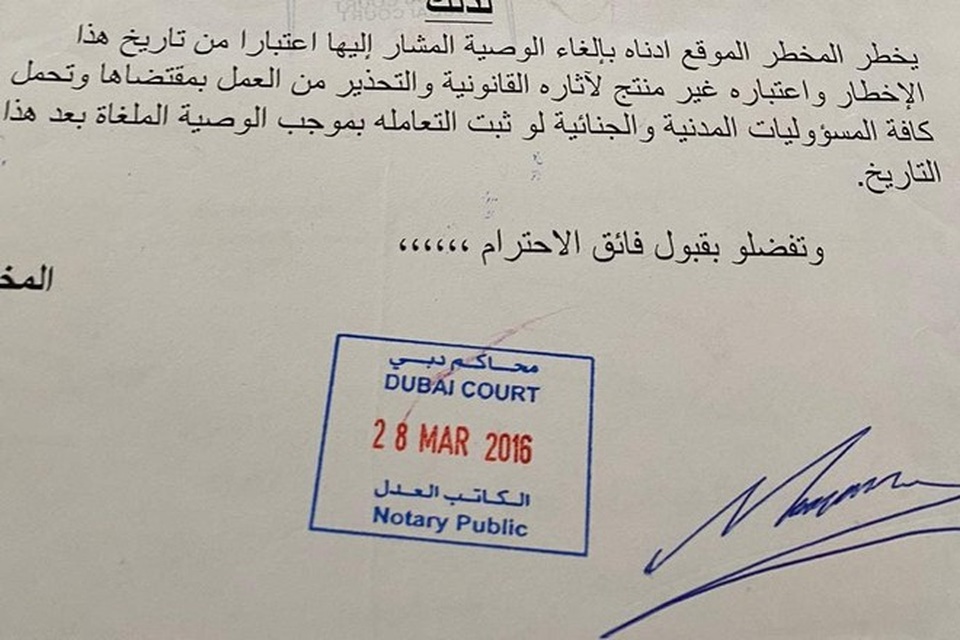 لذلك
يخطر المخطر الموقع ادناه بإلغاء الوصية المشار إليها اعتبارا من تاريخ هذا
الإخطار واعتباره غير منتج لآثاره القانونية والتحذير من العمل بمقتضاها وتحمل
كافة المسؤوليات المدنية والجنائية لو ثبت التعامله بموجب الوصية الملغاة بعد هذا
التاريخ.
وتفضلو بقبول فائق الاحترام ،،،،،،
محاكم دبي
DUBAI COURT
28 MAR 2016
الكاتب العدل
Notary Public